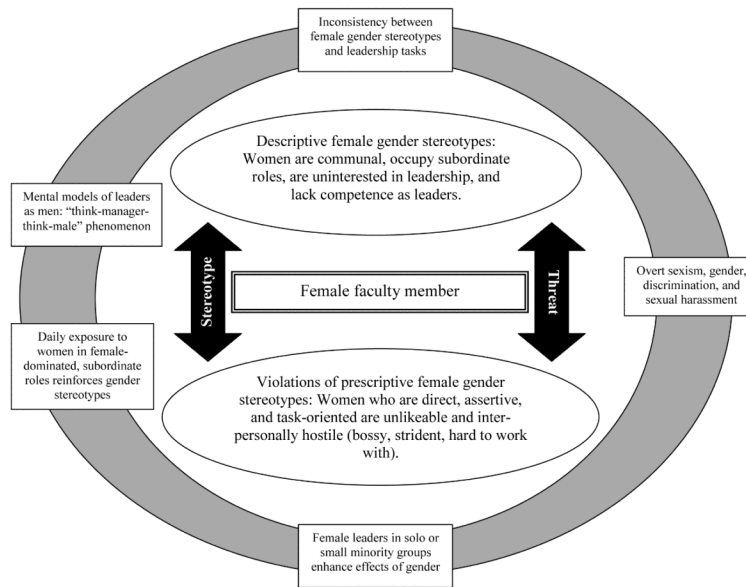 Inconsistency between
female gender stereotypes
and leadership tasks
Descriptive female gender stereotypes:
Women are communal, occupy subordinate
roles, are uninterested in leadership, and
lack competence as leaders.
Mental models of leaders
as men: “think-manager-
think-male” phenomenon
Stereotype
Female faculty member
Threat
Overt sexism, gender,
discrimination, and
sexual harassment
Daily exposure to
women in female-
dominated, subordinate
roles reinforces gender
stereotypes
Violations of prescriptive female gender
stereotypes: Women who are direct, assertive,
and task-oriented are unlikeable and inter-
personally hostile (bossy, strident, hard to work
with).
Female leaders in solo or
small minority groups
enhance effects of gender